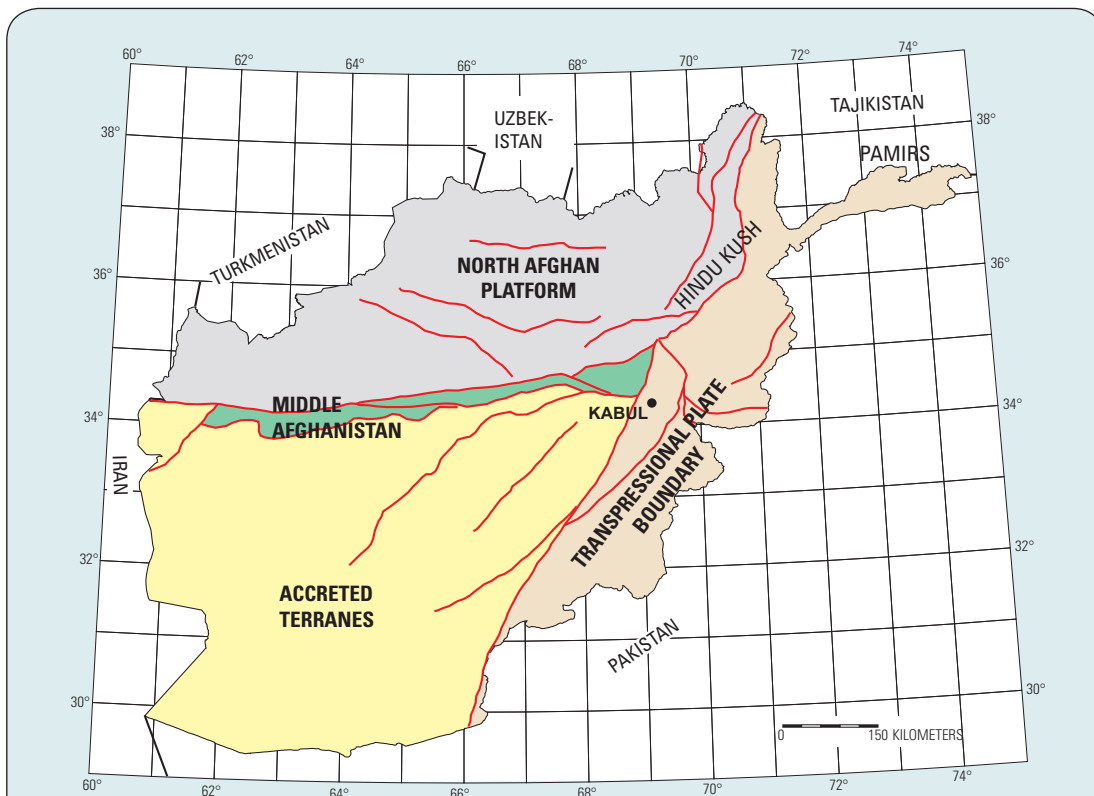 60°
62°
64°
66°
68°
70°
72°
74°
TAJIKISTAN
UZBEK-
ISTAN
38°
38°
PAMIRS
TURKMENISTAN
HINDU KUSH
NORTH AFGHAN
PLATFORM
36°
36°
MIDDLE
AFGHANISTAN
KABUL
34°
34°
TRANSPRESSIONAL PLATE
BOUNDARY
IRAN
32°
32°
ACCRETED
TERRANES
PAKISTAN
30°
30°
0
150 KILOMETERS
60°
62°
64°
66°
68°
70°
72°
74°